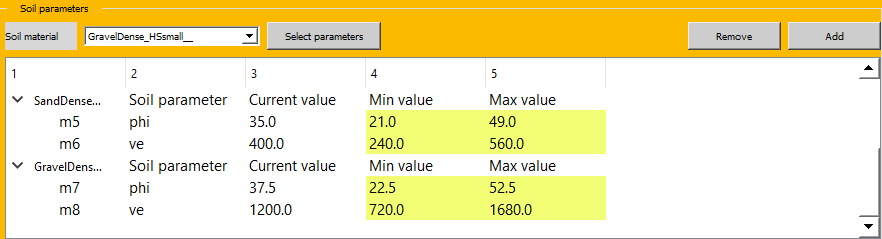 Soil parameters
Soil material GravelDense_HSsmall__ Select parameters Remove Add
1 2 3 4 5
SandDense... Soil parameter Current value Min value Max value
m5 phi 35.0 21.0 49.0
m6 ve 400.0 240.0 560.0
GravelDens... Soil parameter Current value Min value Max value
m7 phi 37.5 22.5 52.5
m8 ve 1200.0 720.0 1680.0